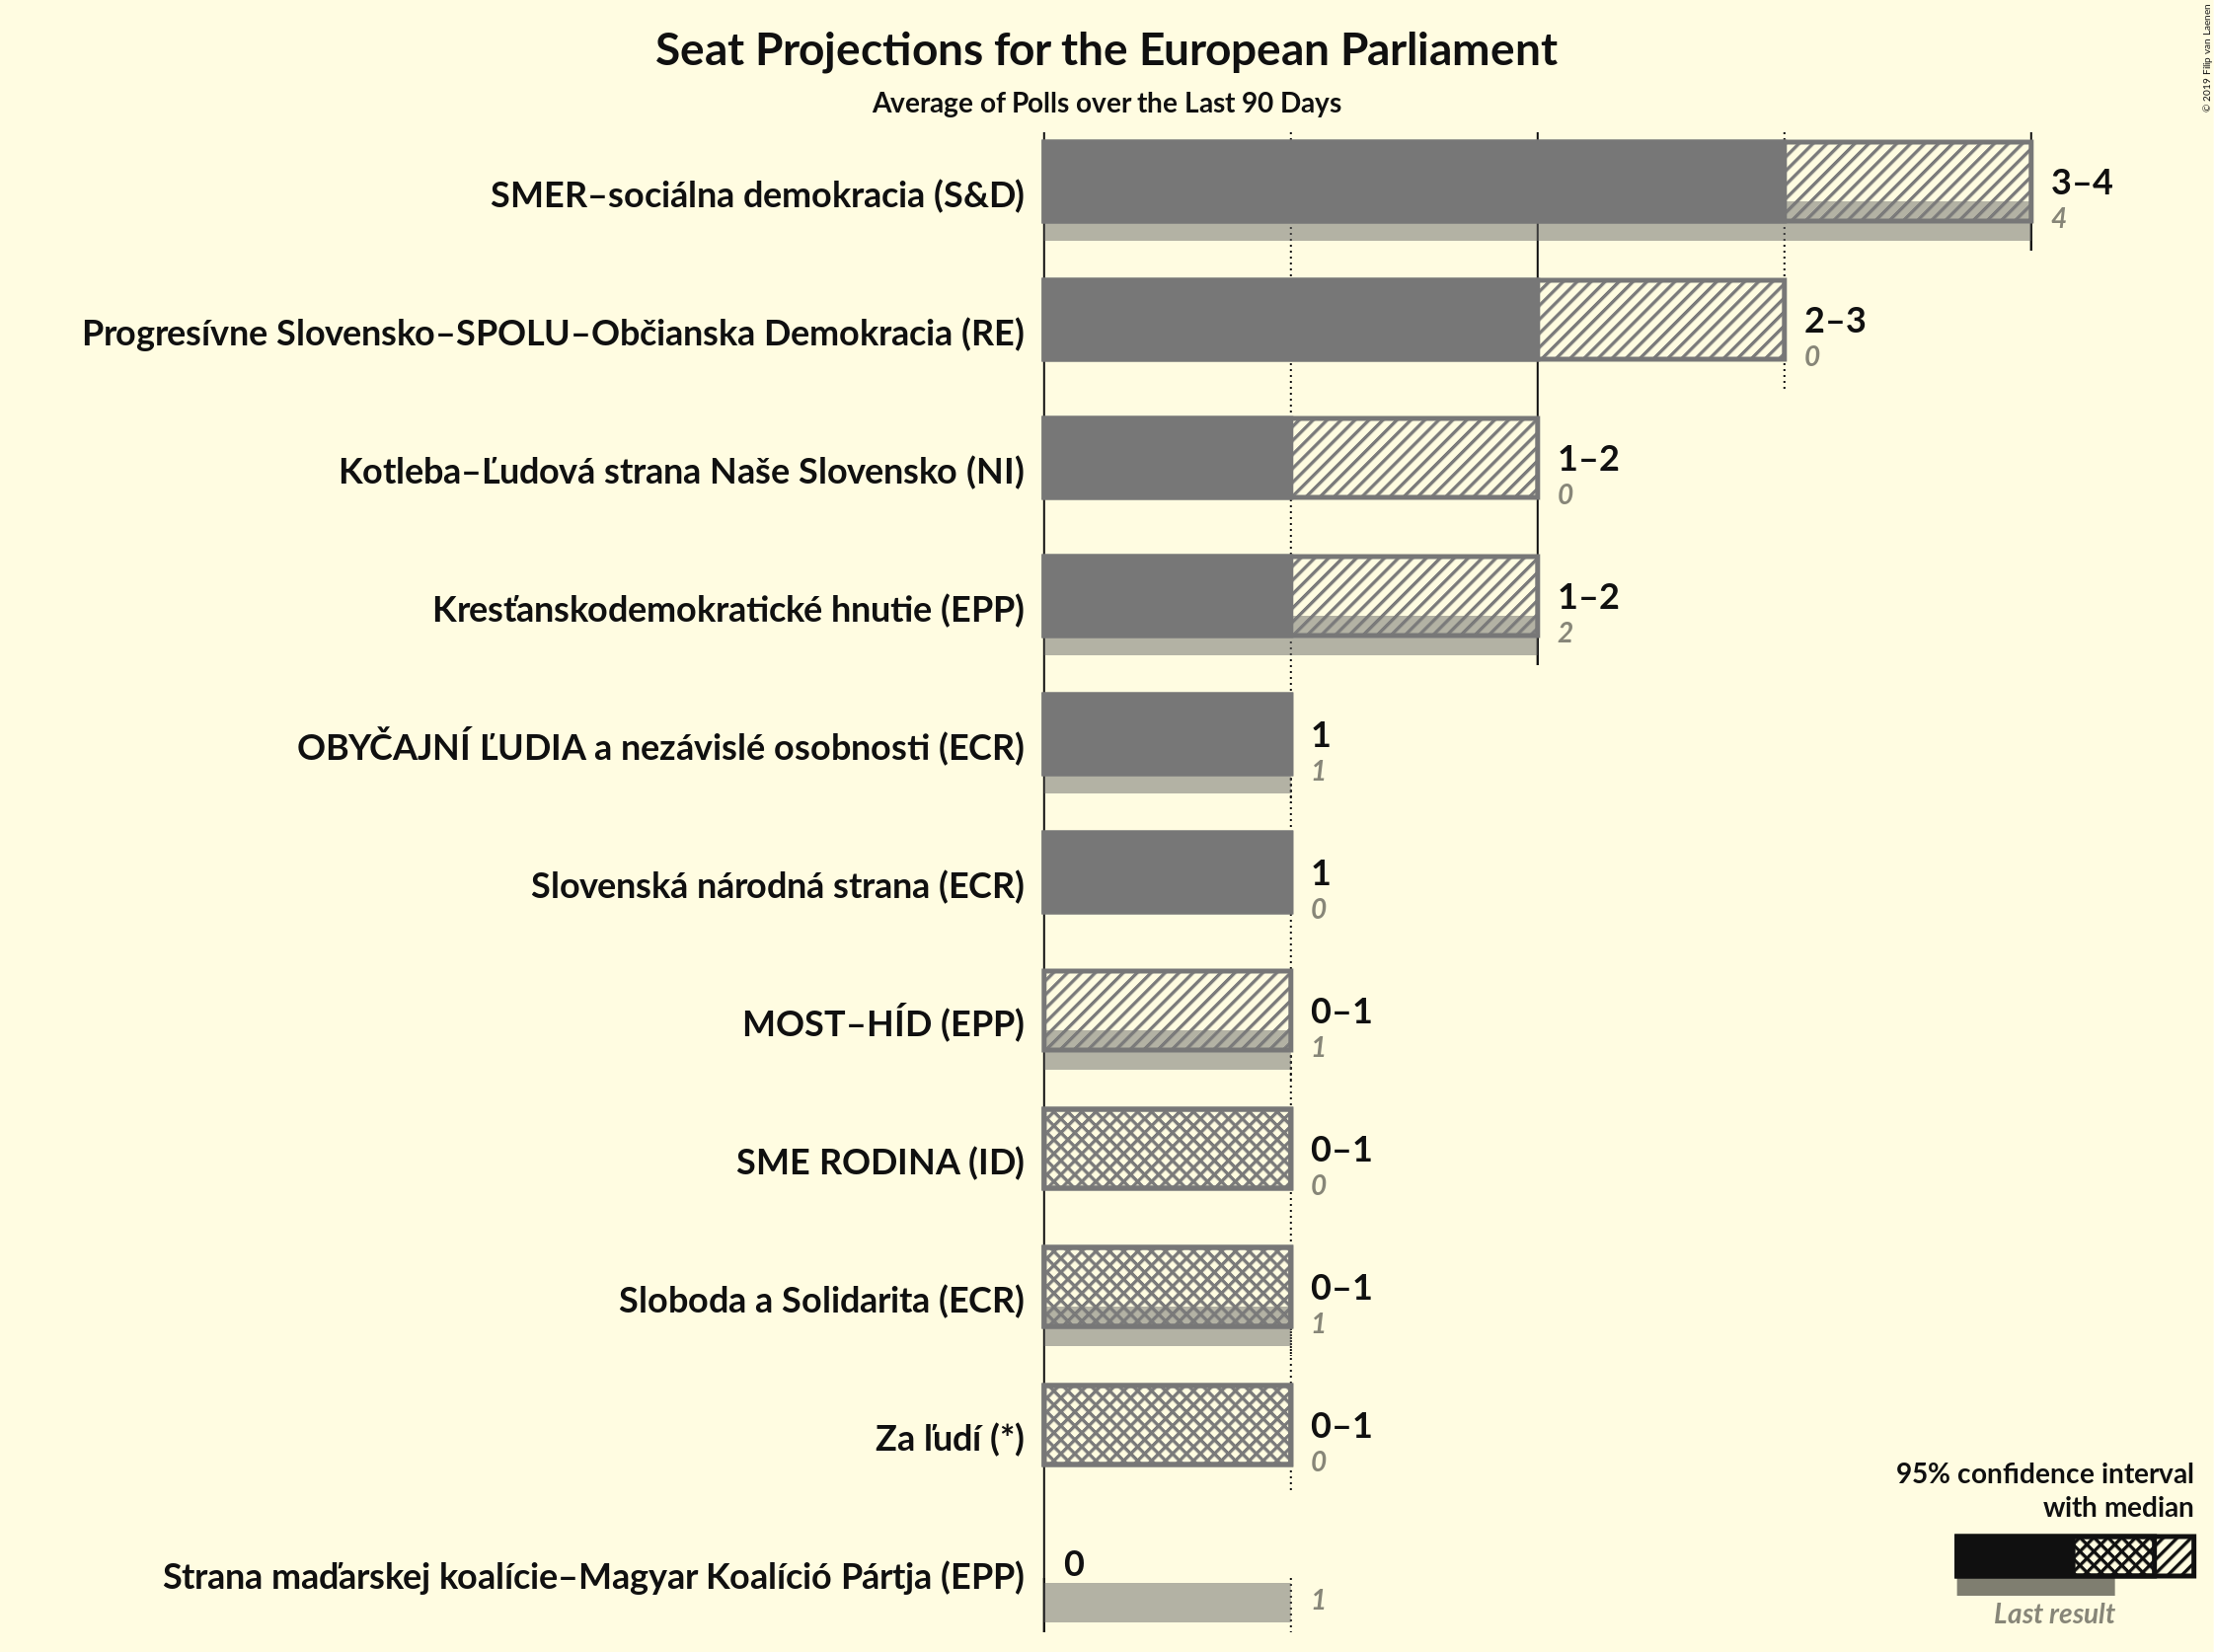 Seat Projections for the European Parliament
Average of Polls over the Last 90 Days
© 2019 Filip van Laenen
SMER–sociálna demokracia (S&D)
3–4
4
Progresívne Slovensko–SPOLU–Občianska Demokracia (RE)
2–3
0
Kotleba–Ľudová strana Naše Slovensko (NI)
1–2
0
Kresťanskodemokratické hnutie (EPP)
1–2
2
OBYČAJNÍ ĽUDIA a nezávislé osobnosti (ECR)
1
1
Slovenská národná strana (ECR)
1
0
MOST–HÍD (EPP)
0–1
1
SME RODINA (ID)
0–1
0
Sloboda a Solidarita (ECR)
0–1
1
Za ľudí (*)
0–1
0
Strana maďarskej koalície–Magyar Koalíció Pártja (EPP)
0
1
95% confidence interval
with median
Last result